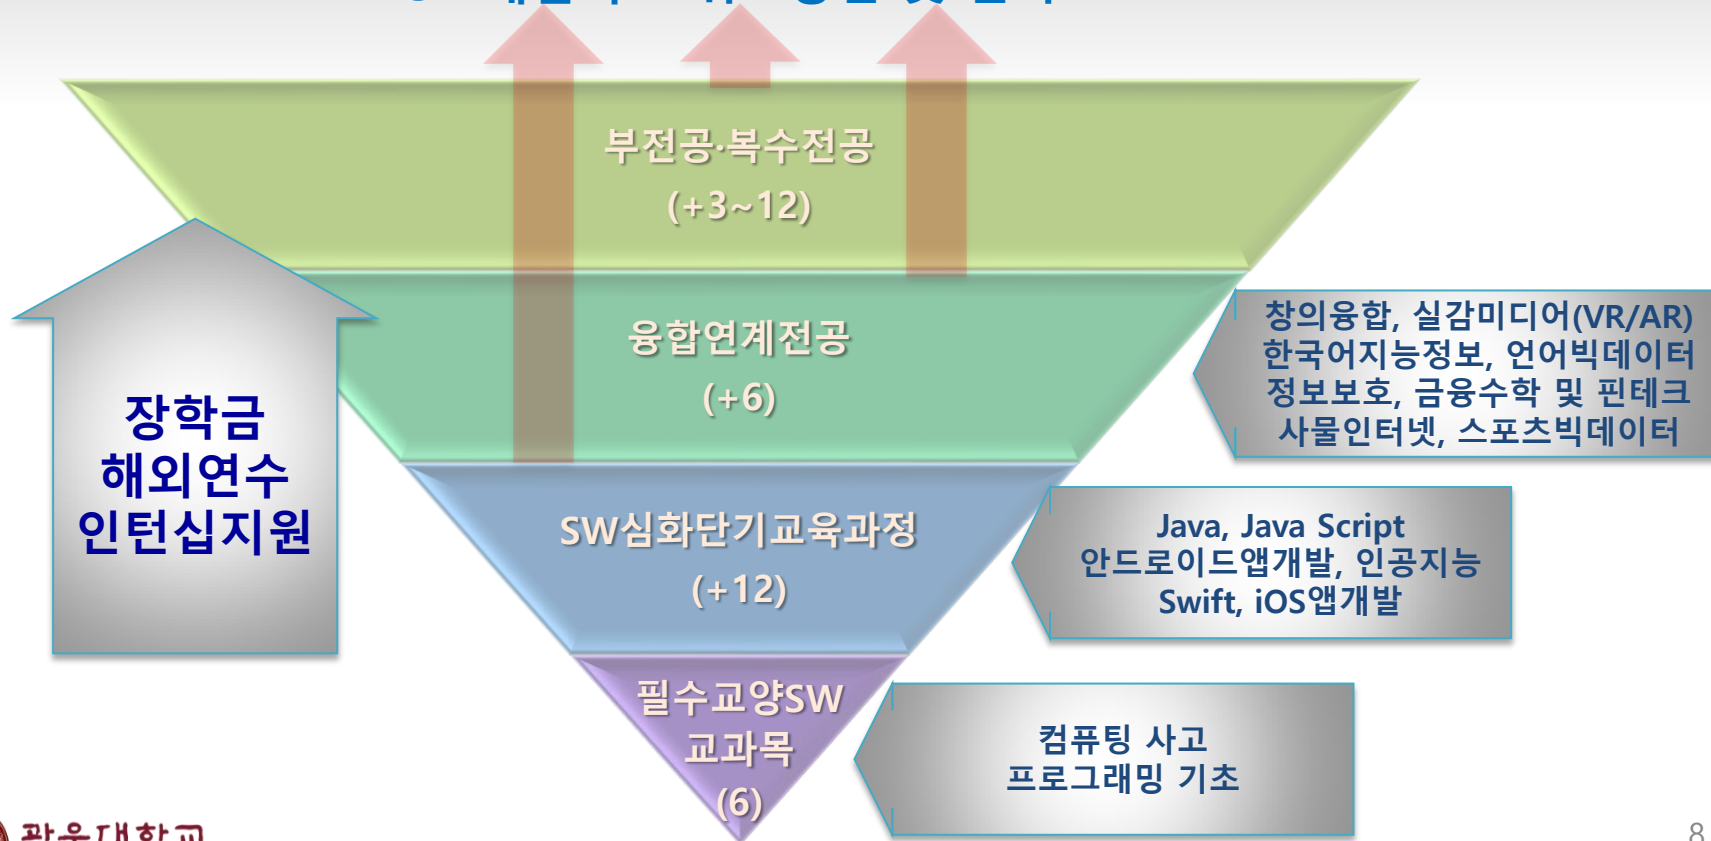 부전공·복수전공
(+3~12)
융합연계전공
(+6)
SW심화단기교육과정
(+12)
필수교양SW
교과목
(6)
장학금
해외연수
인턴십지원
창의융합, 실감미디어(VR/AR)
한국어지능정보, 언어빅데이터
정보보호, 금융수학 및 핀테크
사물인터넷, 스포츠빅데이터
Java, Java Script
안드로이드앱개발, 인공지능
Swift, iOS앱개발
컴퓨팅 사고
프로그래밍 기초
8